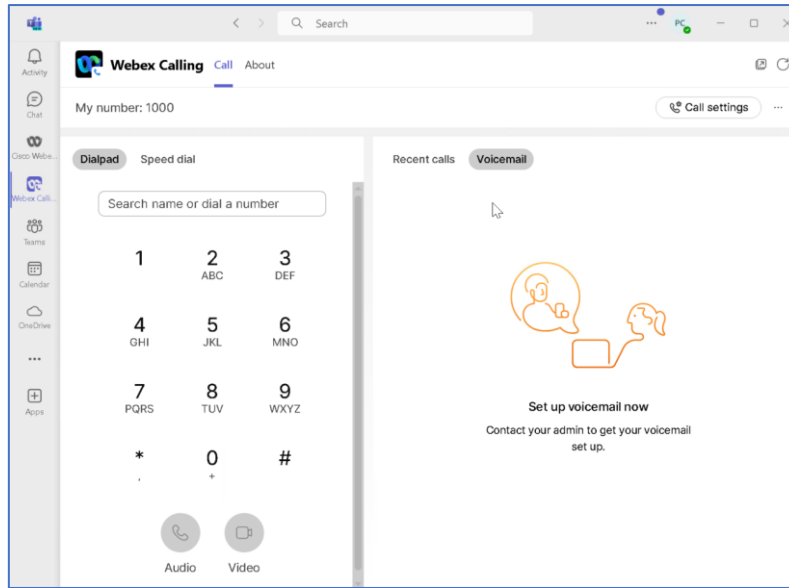 Search
PC
Activity
Chat
Cisco Webe...
Webex Calli...
Teams
Calendar
OneDrive
Apps
Webex Calling Call About
My number: 1000
Call settings
Dialpad Speed dial
Search name or dial a number
1 2 3
ABC DEF
4 5 6
GHI JKL MNO
7 8 9
PQRS TUV WXYZ
* 0 #
, +
Audio Video
Recent calls Voicemail
Set up voicemail now
Contact your admin to get your voicemail
set up.